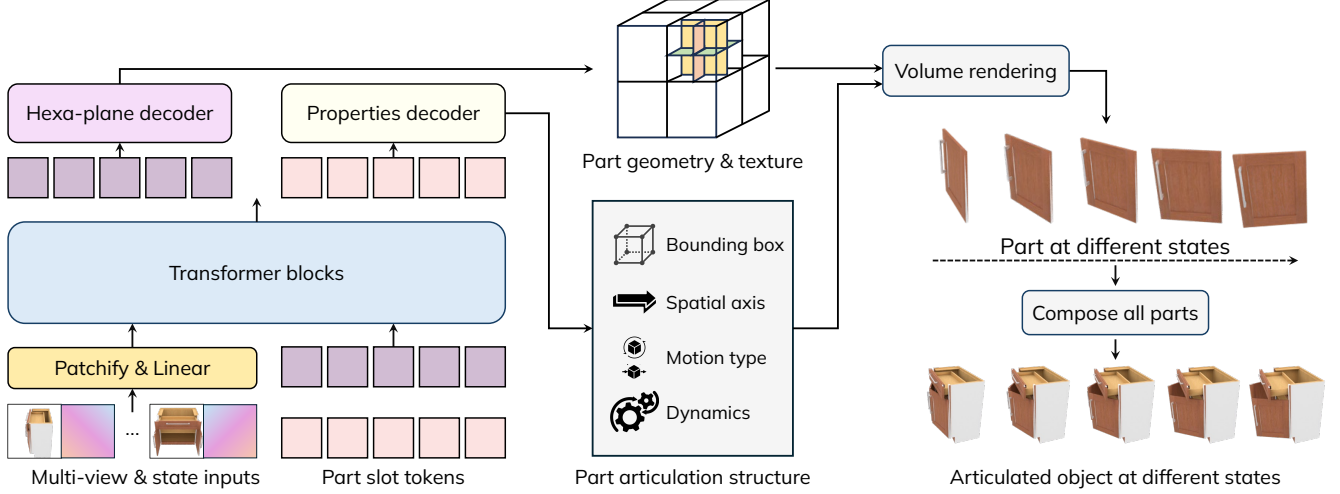 Hexa-plane decoder
Properties decoder
Transformer blocks
Patchify & Linear
...
Multi-view & state inputs
Part slot tokens
Part geometry & texture
Bounding box
Spatial axis
Motion type
Dynamics
Part articulation structure
Volume rendering
Part at different states
Compose all parts
Articulated object at different states